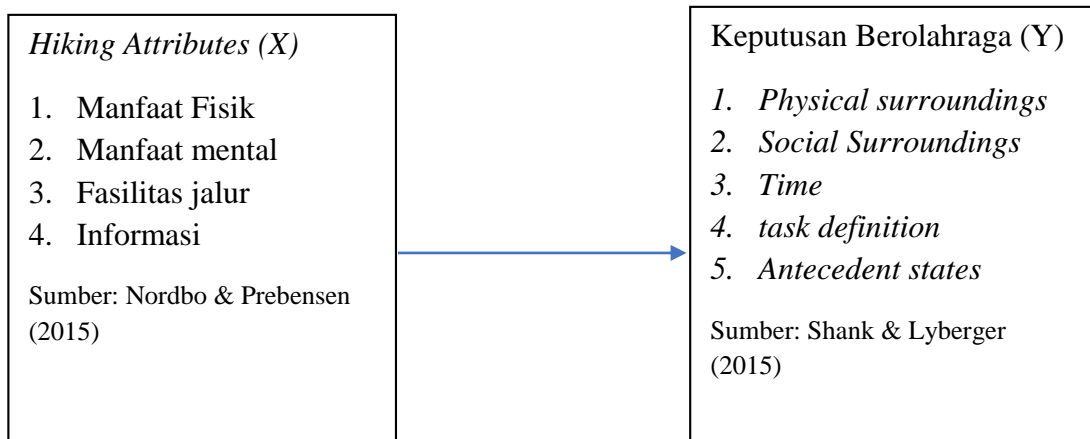 Hiking Attributes (X)
1. Manfaat Fisik
2. Manfaat mental
3. Fasilitas jalur
4. Informasi
Sumber: Nordbo & Prebensen
(2015)
Keputusan Berolahraga (Y)
1. Physical surroundings
2. Social Surroundings
3. Time
4. task definition
5. Antecedent states
Sumber: Shank & Lyberger
(2015)